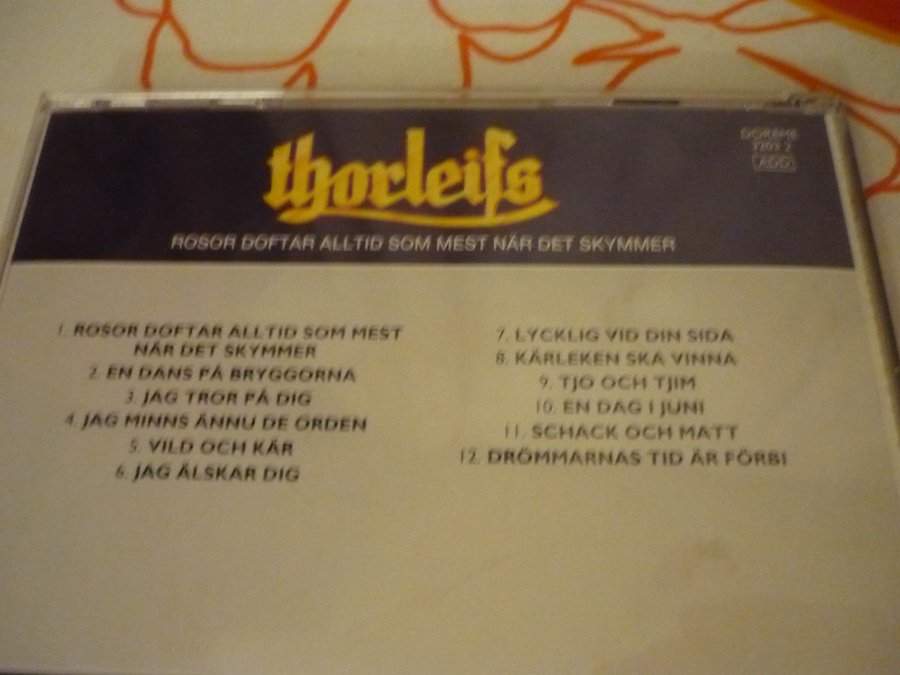 thorleifs
DOREME
3203 2
ADD
ROSOR DOFTAR ALLTID SOM MEST NÄR DET SKYMMER
1. ROSOR DOFTAR ALLTID SOM MEST
NÄR DET SKYMMER
2. EN DANS PÅ BRYGGORNA
3. JAG TROR PÅ DIG
4. JAG MINNS ÄNNU DE ORDEN
5. VILD OCH KÄR
6. JAG ÄLSKAR DIG
7. LYCKLIG VID DIN SIDA
8. KÄRLEKEN SKA VINNA
9. TJO OCH TJIM
10. EN DAG I JUNI
11. SCHACK OCH MATT
12. DRÖMMARNAS TID ÄR FÖRBI